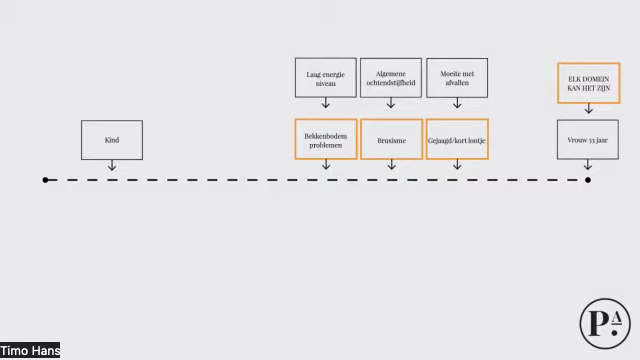 Laag energie
niveau
Algemene
ochtendstijfheid
Moeite met
afvallen
ELK DOMEIN
KAN HET ZIJN
Kind
Bekkenbodem
problemen
Bruxisme
Gejaagd/kort lontje
Vrouw 33 jaar
PA.
Timo Hans